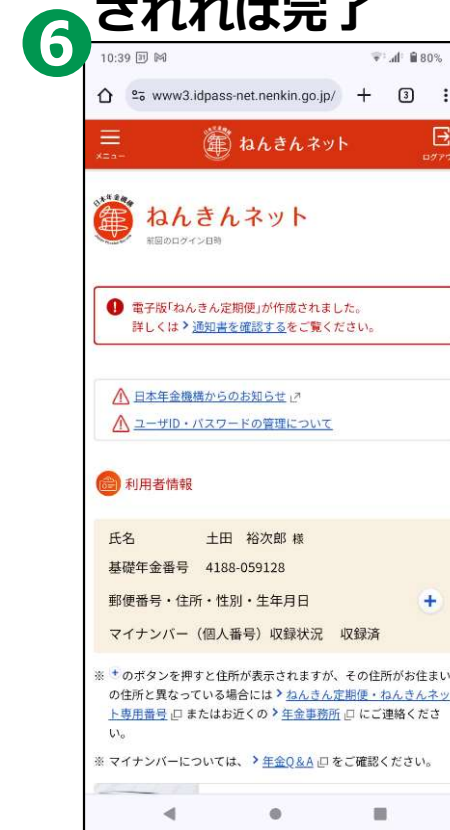 されれば完了
6
10:39 31 80%
www3.idpass-net.nenkin.go.jp/ + 3
メニュー
年 ねんきんネット
ログアウ
日本年金機構
年
ねんきんネット
前回のログイン日時
電子版「ねんきん定期便」が作成されました。
詳しくは > 通知書を確認するをご覧ください。
日本年金機構からのお知らせ
ユーザID・パスワードの管理について
利用者情報
氏名 土田 裕次郎 様
基礎年金番号 4188-059128
郵便番号・住所・性別・生年月日 +
マイナンバー（個人番号）収録状況 収録済
※ + のボタンを押すと住所が表示されますが、その住所がお住まい
の住所と異なっている場合には > ねんきん定期便・ねんきんネッ
ト専用番号 またはお近くの > 年金事務所 にご連絡くださ
い。
※ マイナンバーについては、 > 年金Q&A をご確認ください。